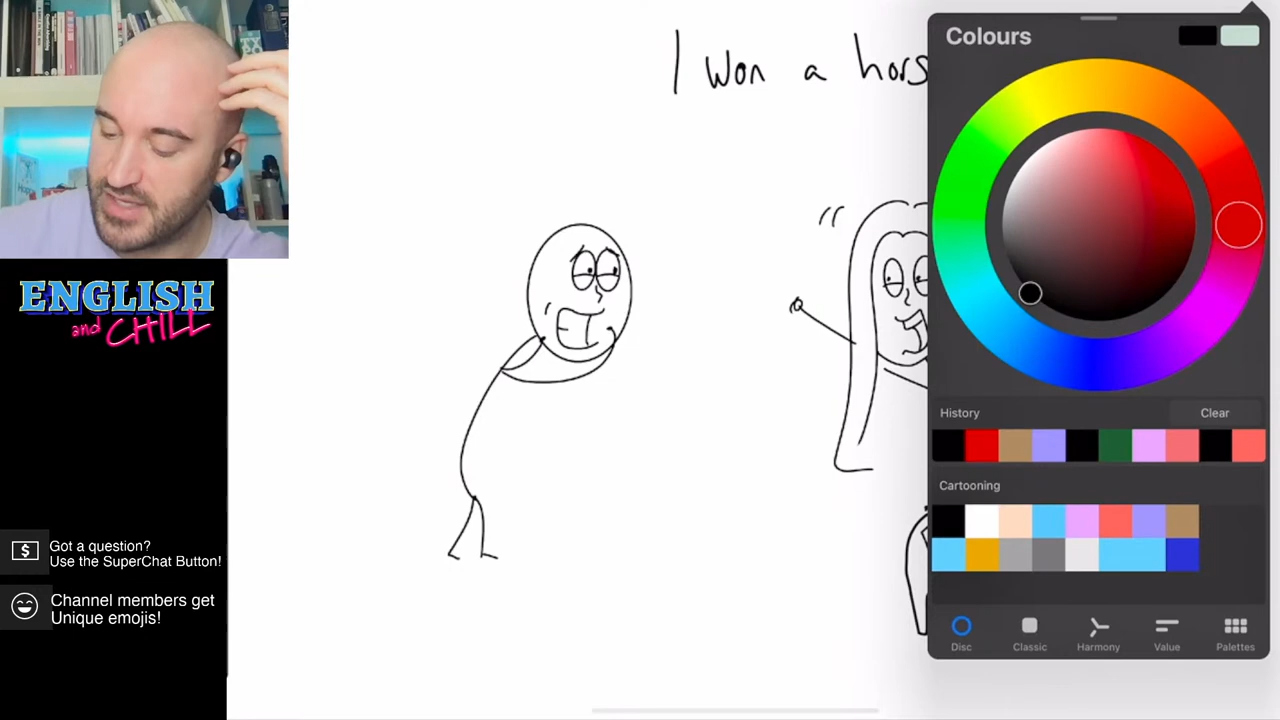 I won a hors
Colours
ENGLISH
and CHILL
History
Clear
Cartooning
Got a question?
Use the SuperChat Button!
Channel members get
Unique emojis!
Disc
Classic
Harmony
Value
Palettes